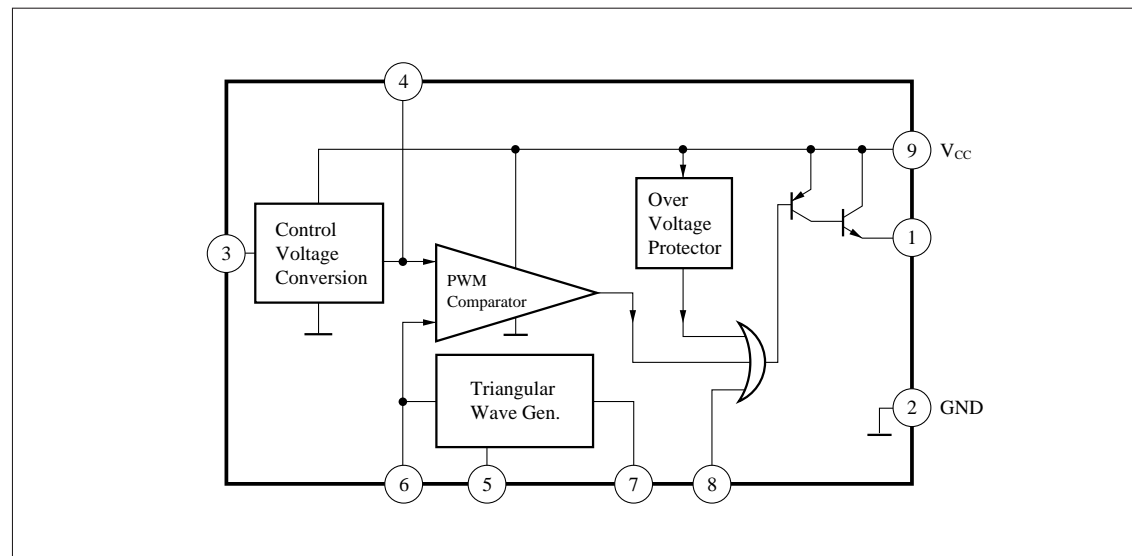 4
9
V_CC
Control
Voltage
Conversion
Over
Voltage
Protector
3
1
PWM
Comparator
Triangular
Wave Gen.
2
GND
6
5
7
8